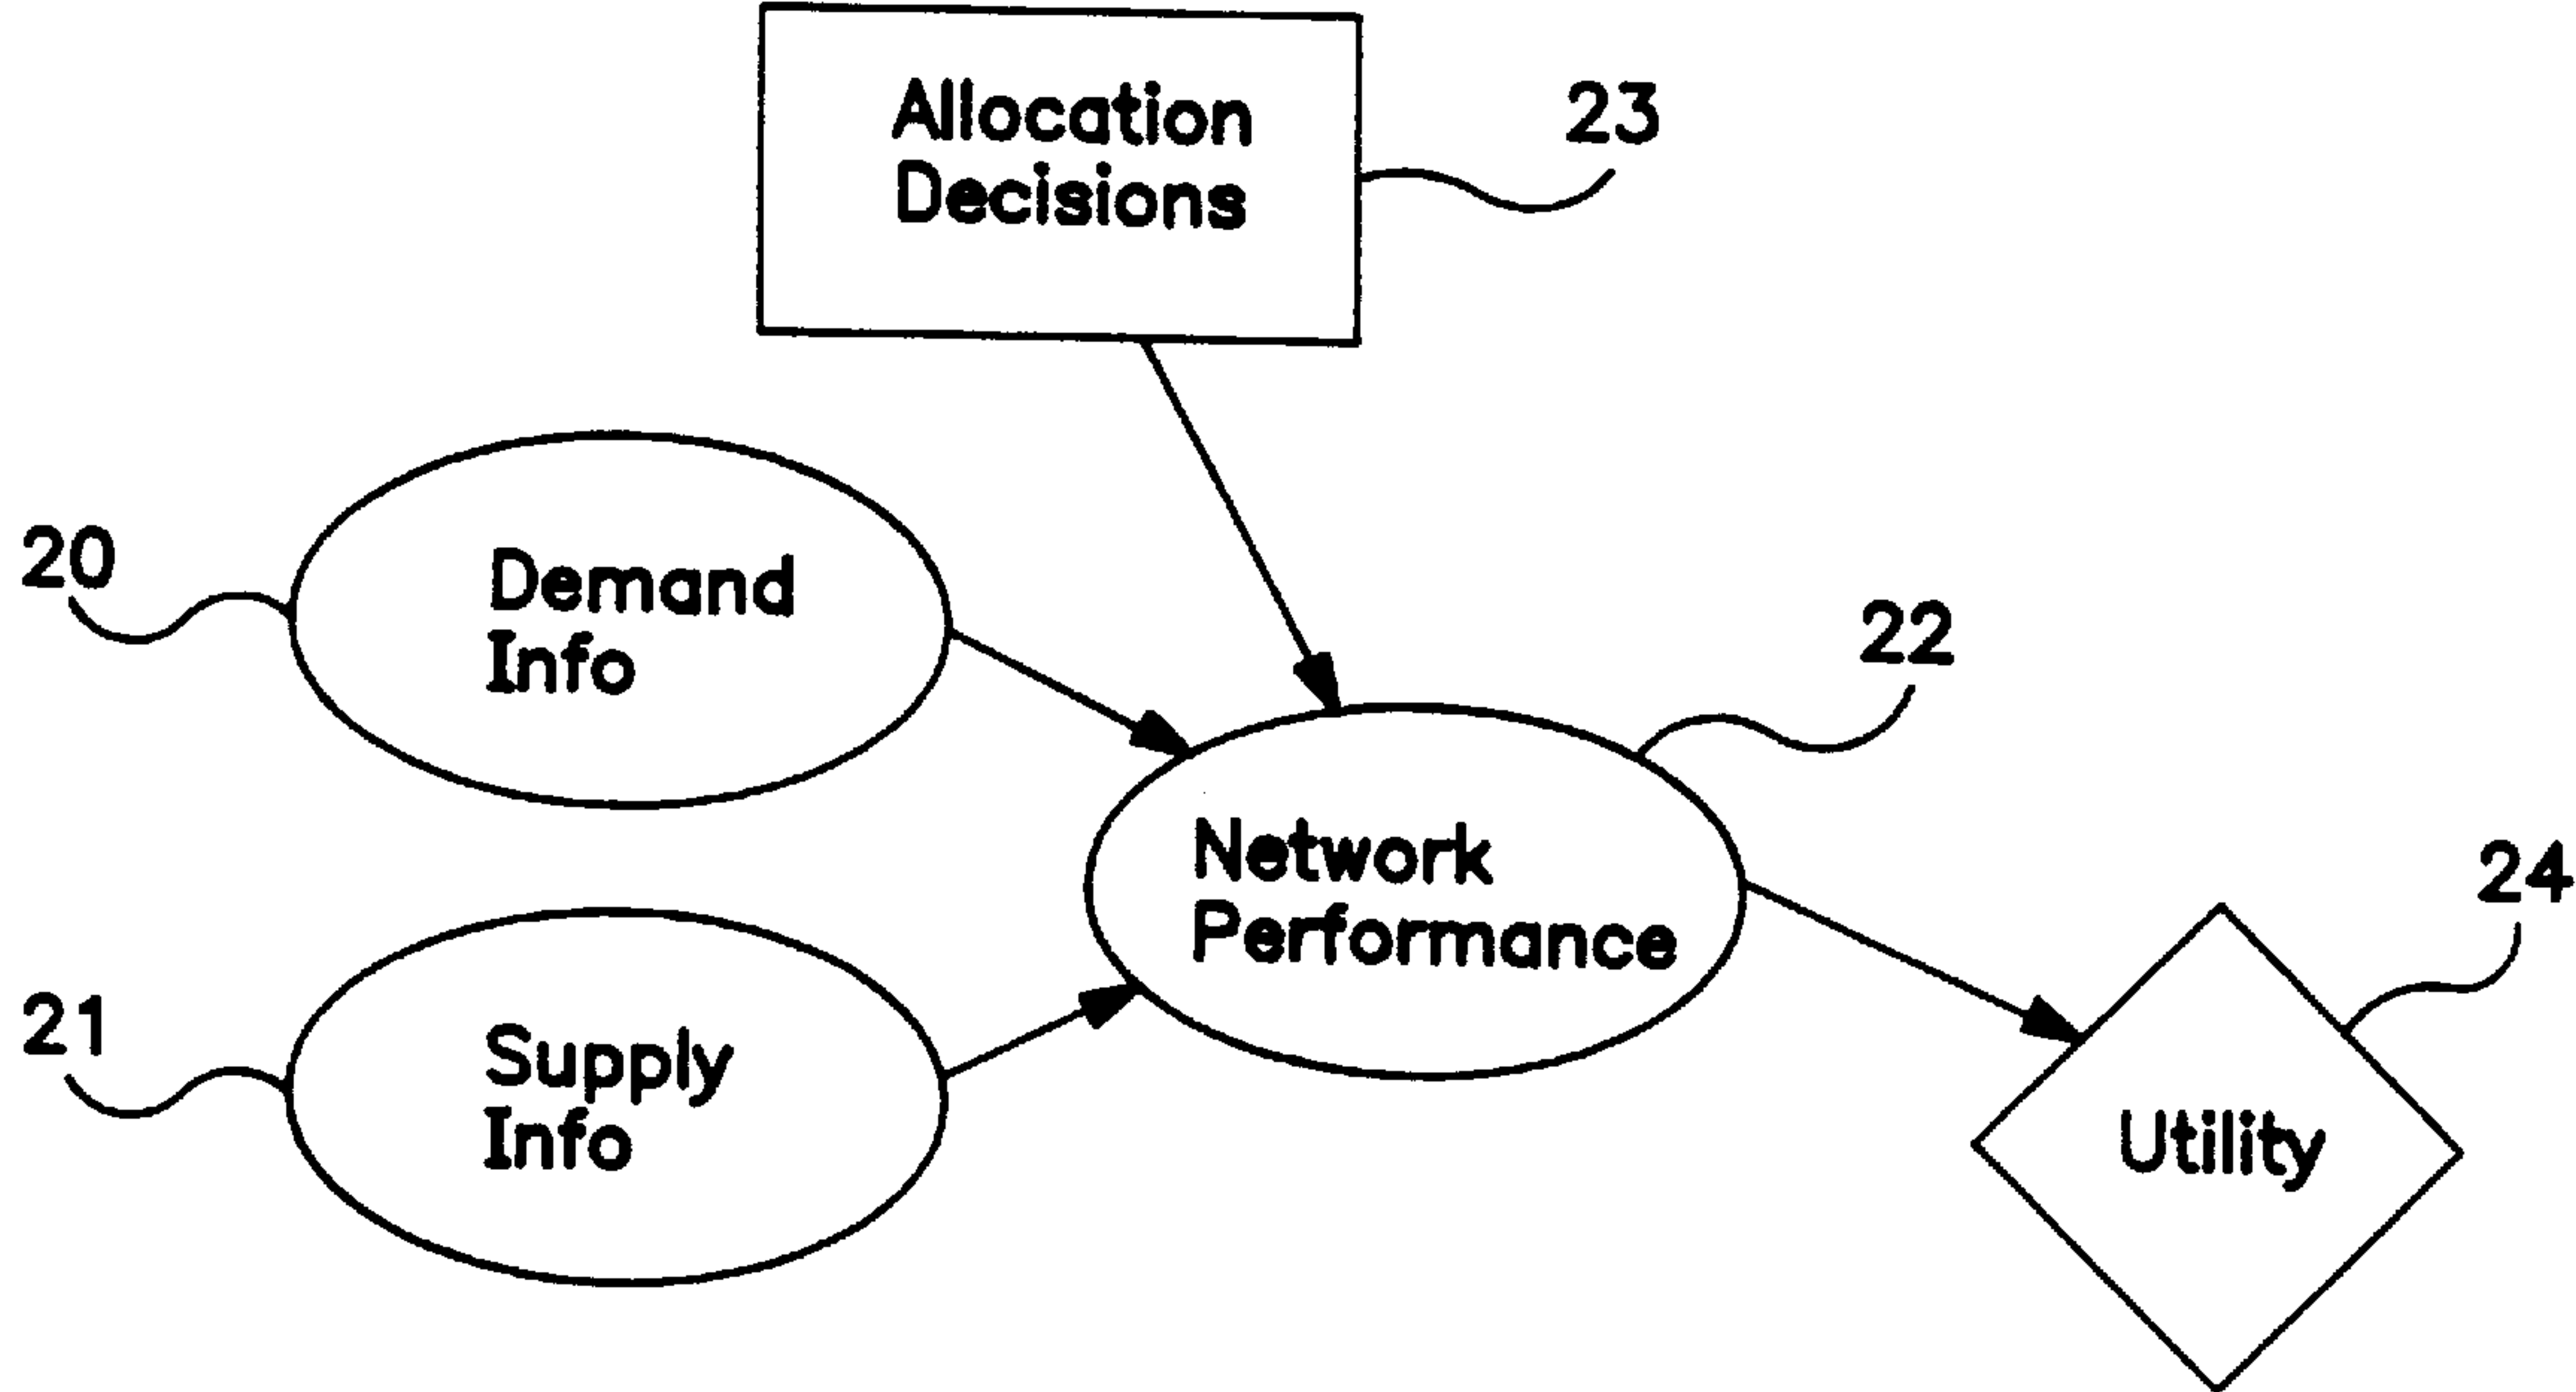 Allocation
Decisions
23
20
Demand
Info
22
Network
Performance
24
21
Supply
Info
Utility